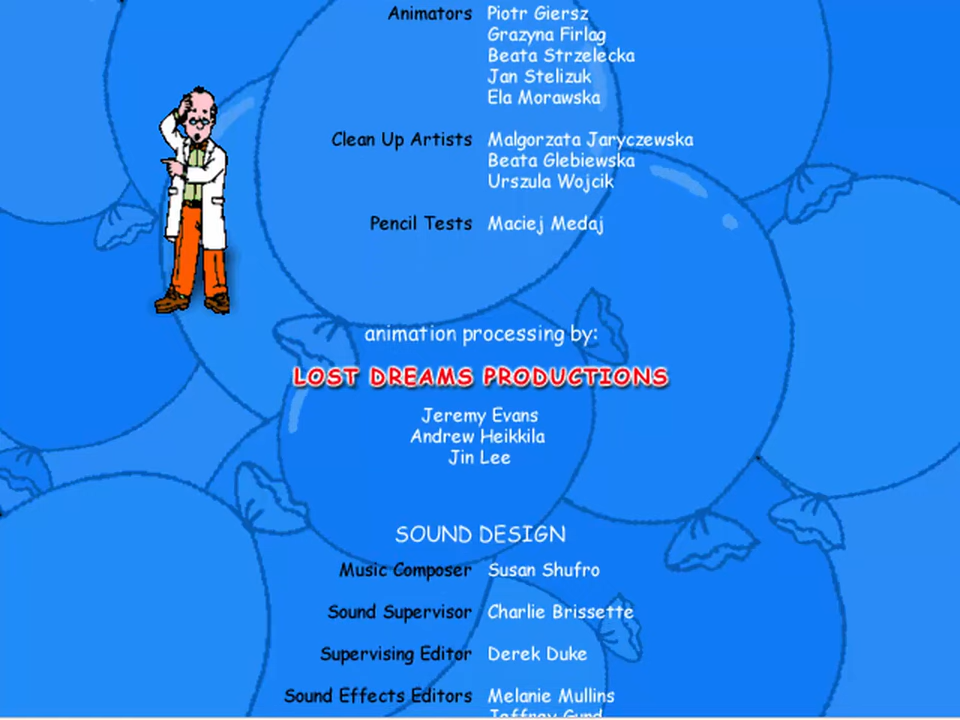 Animators Piotr Giersz
Grazyna Firlag
Beata Strzelecka
Jan Stelizuk
Ela Morawska
Clean Up Artists Malgorzata Jaryczewska
Beata Glebiewska
Urszula Wojcik
Pencil Tests Maciej Medaj
animation processing by:
LOST DREAMS PRODUCTIONS
Jeremy Evans
Andrew Heikkila
Jin Lee
SOUND DESIGN
Music Composer Susan Shufro
Sound Supervisor Charlie Brissette
Supervising Editor Derek Duke
Sound Effects Editors Melanie Mullins